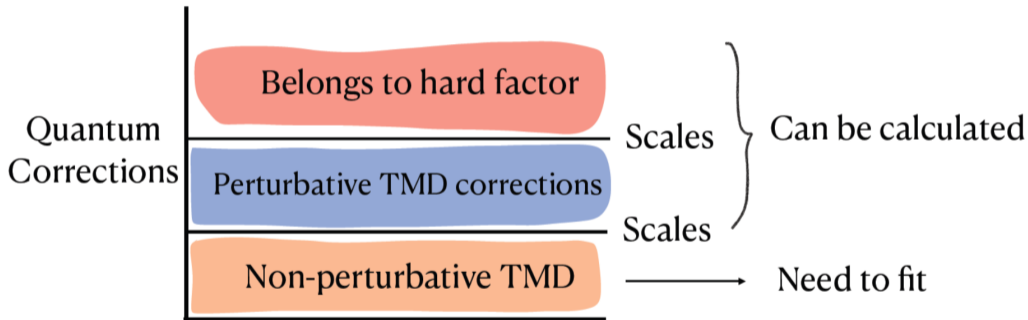 Belongs to hard factor
Quantum
Corrections
Scales
Can be calculated
Perturbative TMD corrections
Scales
Non-perturbative TMD
Need to fit